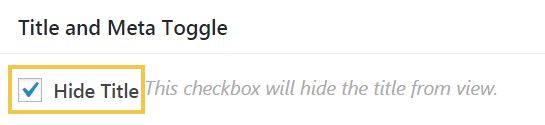 Title and Meta Toggle
Hide Title This checkbox will hide the title from view.